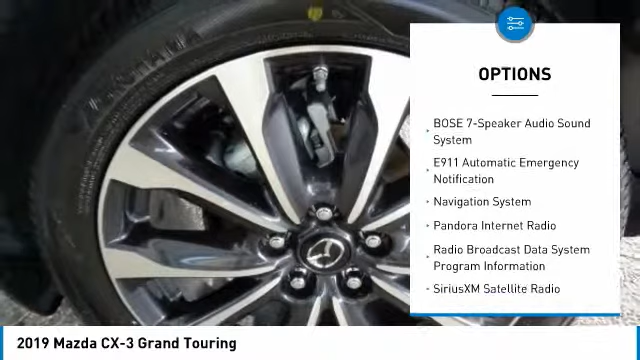 OPTIONS
BOSE 7-Speaker Audio Sound
System
E911 Automatic Emergency
Notification
Navigation System
Pandora Internet Radio
Radio Broadcast Data System
Program Information
SiriusXM Satellite Radio
2019 Mazda CX-3 Grand Touring